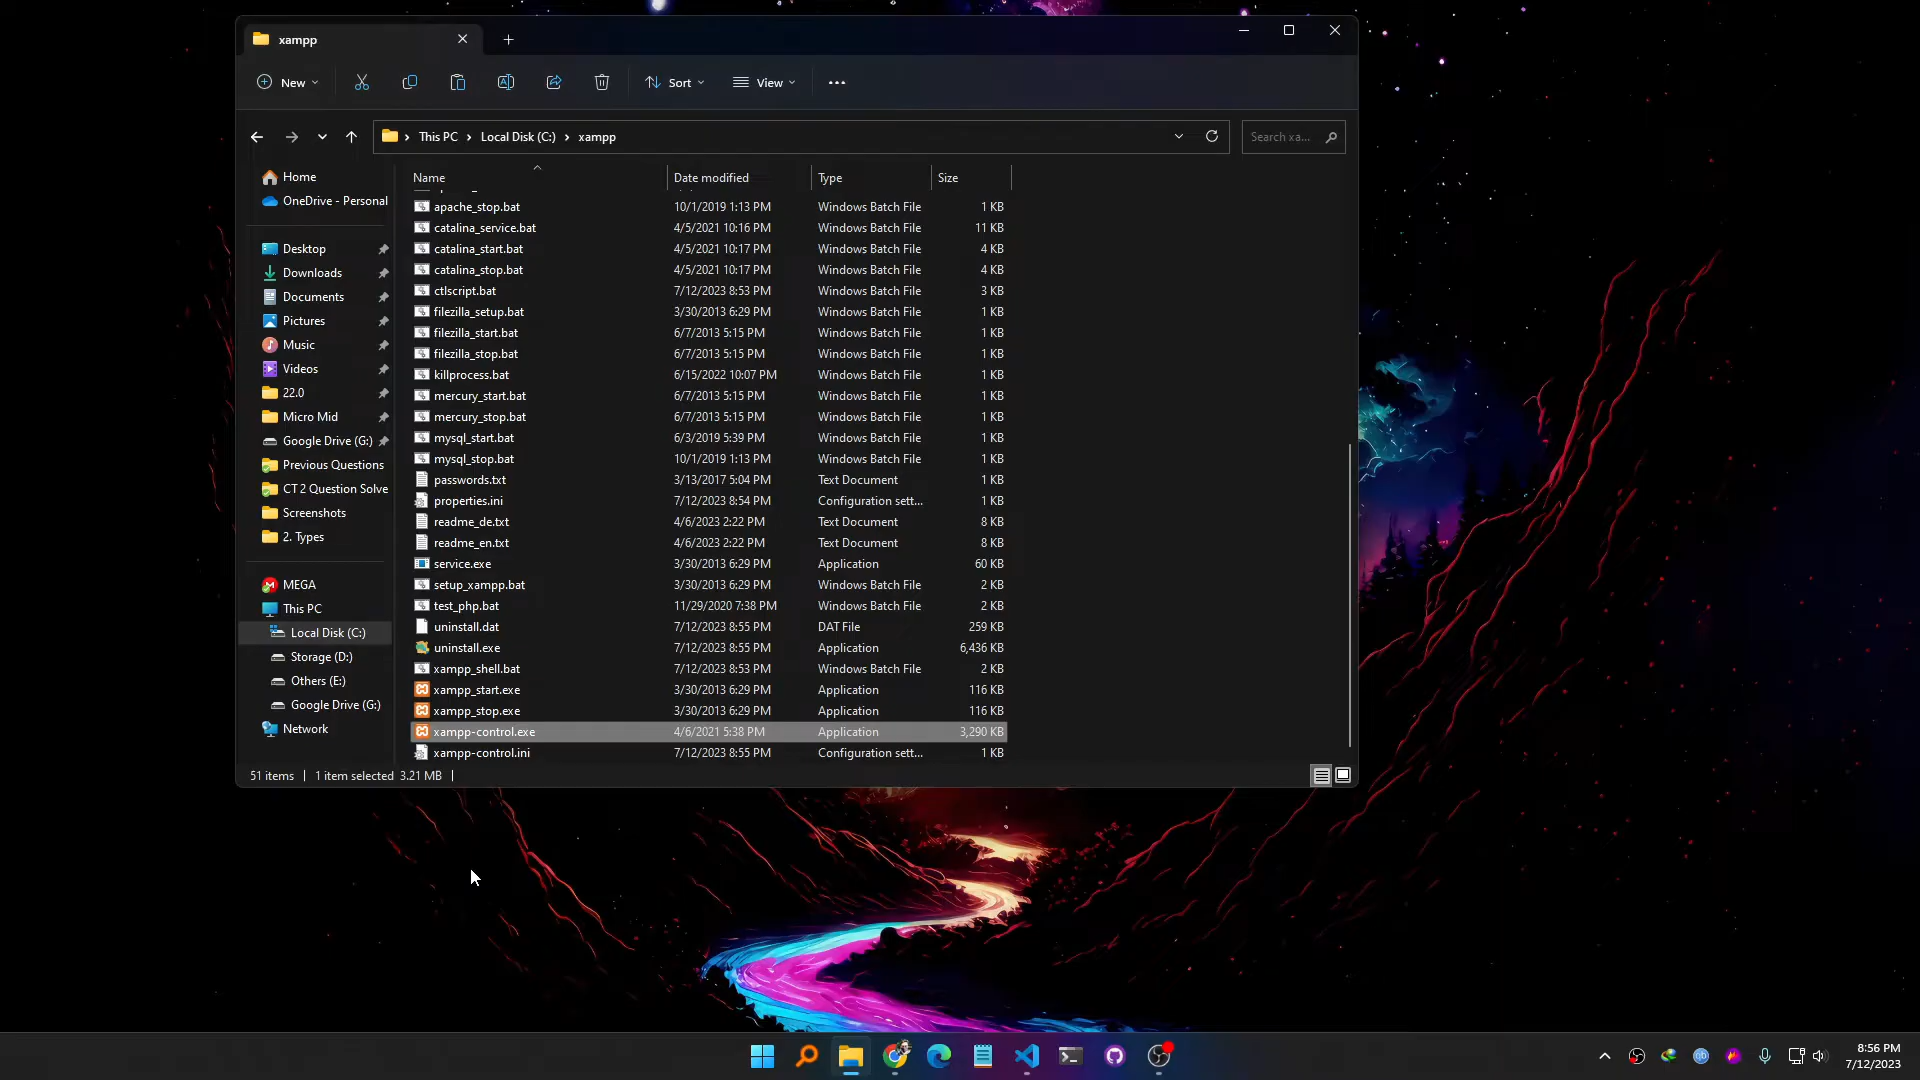 xampp
New
Sort
View
This PC
Local Disk (C:)
xampp
Search xa...
Name
Date modified
Type
Size
Home
OneDrive - Personal
Desktop
Downloads
Documents
Pictures
Music
Videos
22.0
Micro Mid
Google Drive (G:)
Previous Questions
CT 2 Question Solve
Screenshots
2. Types
MEGA
This PC
Local Disk (C:)
Storage (D:)
Others (E:)
Google Drive (G:)
Network
apache_stop.bat 10/1/2019 1:13 PM Windows Batch File 1 KB
catalina_service.bat 4/5/2021 10:16 PM Windows Batch File 11 KB
catalina_start.bat 4/5/2021 10:17 PM Windows Batch File 4 KB
catalina_stop.bat 4/5/2021 10:17 PM Windows Batch File 4 KB
ctlscript.bat 7/12/2023 8:53 PM Windows Batch File 3 KB
filezilla_setup.bat 3/30/2013 6:29 PM Windows Batch File 1 KB
filezilla_start.bat 6/7/2013 5:15 PM Windows Batch File 1 KB
filezilla_stop.bat 6/7/2013 5:15 PM Windows Batch File 1 KB
killprocess.bat 6/15/2022 10:07 PM Windows Batch File 1 KB
mercury_start.bat 6/7/2013 5:15 PM Windows Batch File 1 KB
mercury_stop.bat 6/7/2013 5:15 PM Windows Batch File 1 KB
mysql_start.bat 6/3/2019 5:39 PM Windows Batch File 1 KB
mysql_stop.bat 10/1/2019 1:13 PM Windows Batch File 1 KB
passwords.txt 3/13/2017 5:04 PM Text Document 1 KB
properties.ini 7/12/2023 8:54 PM Configuration sett... 1 KB
readme_de.txt 4/6/2023 2:22 PM Text Document 8 KB
readme_en.txt 4/6/2023 2:22 PM Text Document 8 KB
service.exe 3/30/2013 6:29 PM Application 60 KB
setup_xampp.bat 3/30/2013 6:29 PM Windows Batch File 2 KB
test_php.bat 11/29/2020 7:38 PM Windows Batch File 2 KB
uninstall.dat 7/12/2023 8:55 PM DAT File 259 KB
uninstall.exe 7/12/2023 8:55 PM Application 6,436 KB
xampp_shell.bat 7/12/2023 8:53 PM Windows Batch File 2 KB
xampp_start.exe 3/30/2013 6:29 PM Application 116 KB
xampp_stop.exe 3/30/2013 6:29 PM Application 116 KB
xampp-control.exe 4/6/2021 5:38 PM Application 3,290 KB
xampp-control.ini 7/12/2023 8:55 PM Configuration sett... 1 KB
51 items 1 item selected 3.21 MB
8:56 PM
7/12/2023